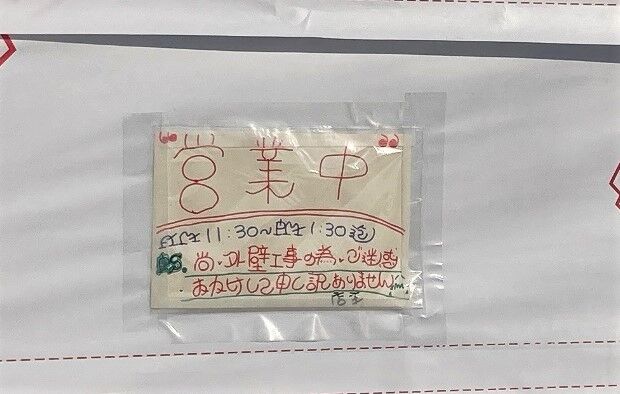 “営業中”
11:30～ 1:30迄)
尚、外壁工事の為、ご迷惑
おかけして申し訳ありません
店主